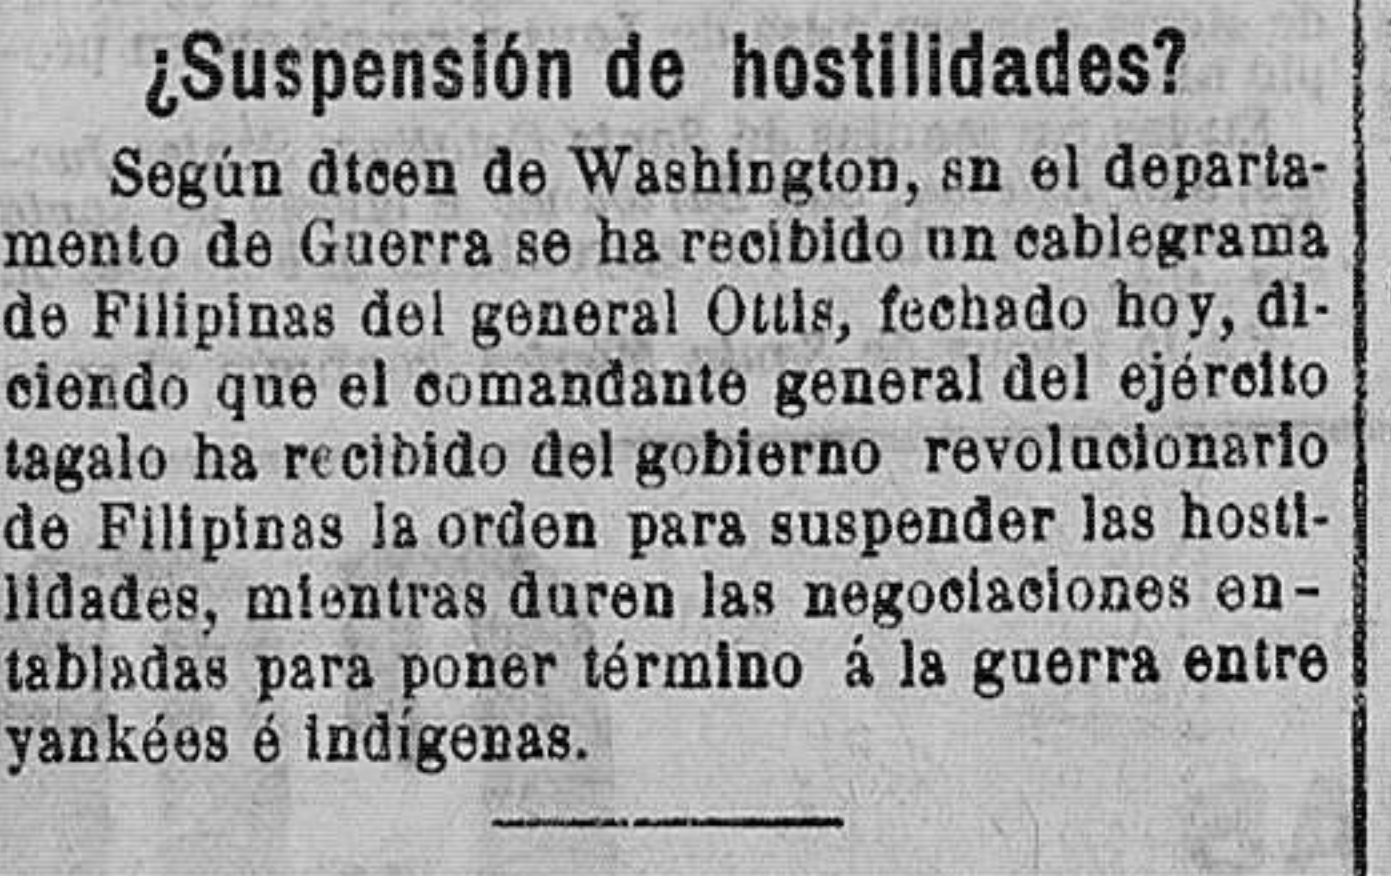 ¿Suspensión de hostilidades?
Según dtcen de Washington, sn el departa-
mento de Guerra se ha recibido un cablegrama
de Filipinas del general Ottis, fechado hoy, di-
ciendo que el comandante general del ejército
tagalo ha recibido del gobierno revolucionario
de Filipinas la orden para suspender las hosti-
lidades, mientras duren las negociaciones en-
tabladas para poner término á la guerra entre
yankées é indígenas.